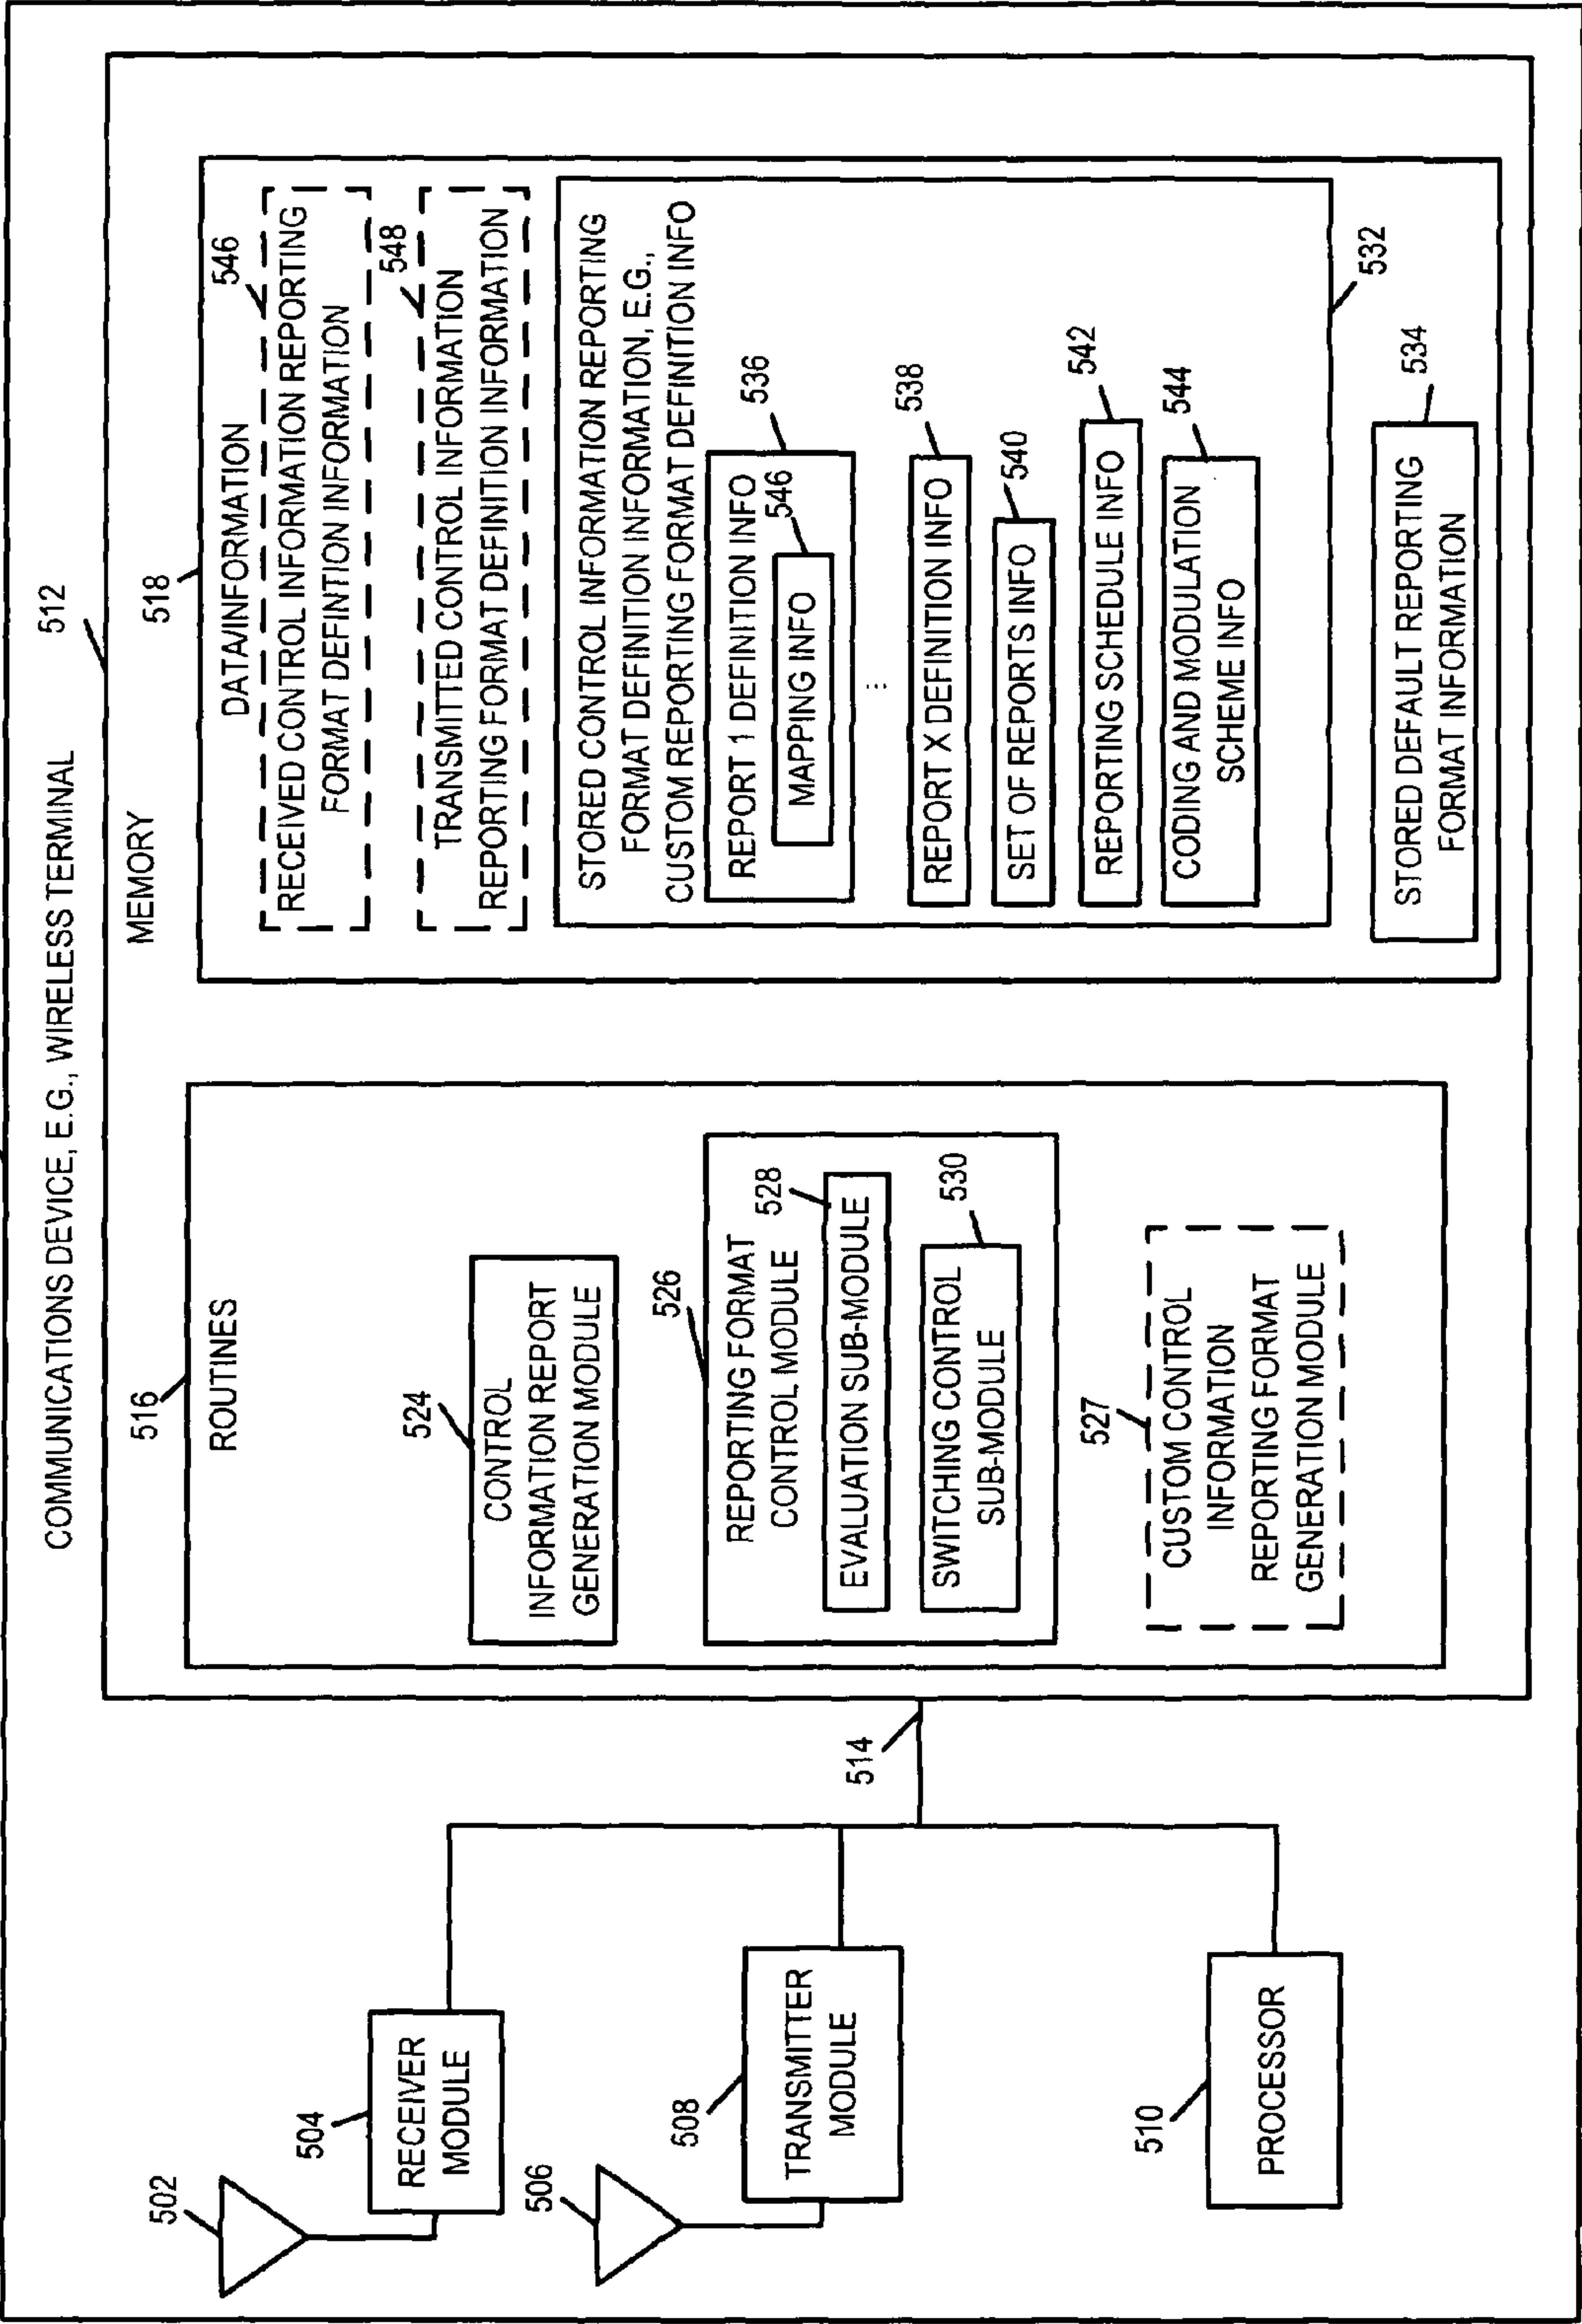 COMMUNICATIONS DEVICE, E.G., WIRELESS TERMINAL
512
502
504
RECEIVER
MODULE
506
508
TRANSMITTER
MODULE
510
PROCESSOR
514
MEMORY
516
ROUTINES
524
CONTROL
INFORMATION REPORT
GENERATION MODULE
526
REPORTING FORMAT
CONTROL MODULE
528
EVALUATION SUB-MODULE
530
SWITCHING CONTROL
SUB-MODULE
527
CUSTOM CONTROL
INFORMATION
REPORTING FORMAT
GENERATION MODULE
518
DATA/INFORMATION
546
RECEIVED CONTROL INFORMATION REPORTING
FORMAT DEFINITION INFORMATION
548
TRANSMITTED CONTROL INFORMATION
REPORTING FORMAT DEFINITION INFORMATION
STORED CONTROL INFORMATION REPORTING
FORMAT DEFINITION INFORMATION, E.G.,
CUSTOM REPORTING FORMAT DEFINITION INFO
536
REPORT 1 DEFINITION INFO
546
MAPPING INFO
...
538
REPORT X DEFINITION INFO
540
SET OF REPORTS INFO
542
REPORTING SCHEDULE INFO
544
CODING AND MODULATION
SCHEME INFO
532
534
STORED DEFAULT REPORTING
FORMAT INFORMATION